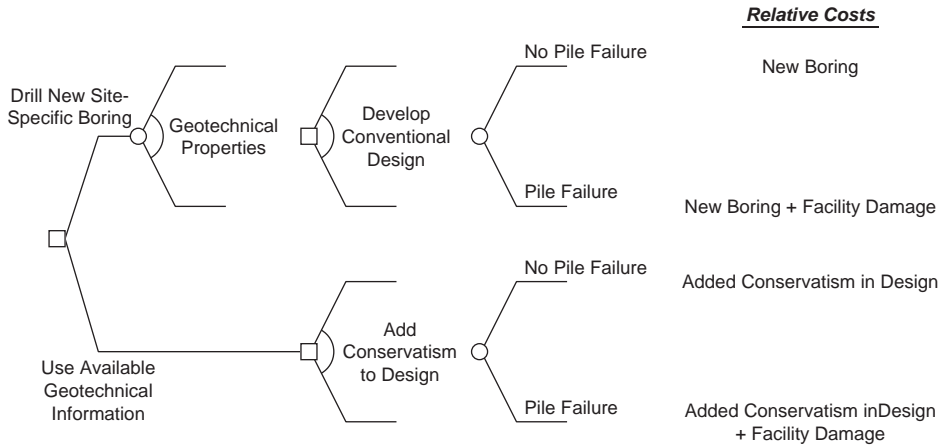 Relative Costs
No Pile Failure
New Boring
Drill New Site-
Specific Boring
Geotechnical
Properties
Develop
Conventional
Design
Pile Failure
New Boring + Facility Damage
No Pile Failure
Added Conservatism in Design
Add
Conservatism
to Design
Use Available
Geotechnical
Information
Pile Failure
Added Conservatism inDesign
+ Facility Damage